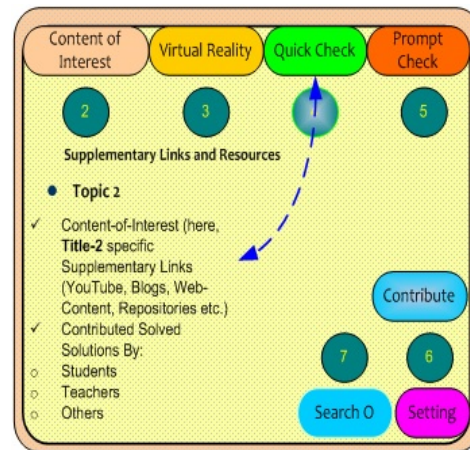 Content of
Interest
Virtual Reality
Quick Check
Prompt
Check
2
3
5
Supplementary Links and Resources
Topic 2
Content-of-Interest (here,
Title-2 specific
Supplementary Links
(YouTube, Blogs, Web-
Content, Repositories etc.)
Contributed Solved
Solutions By:
Students
Teachers
Others
Contribute
7
6
Search O
Setting